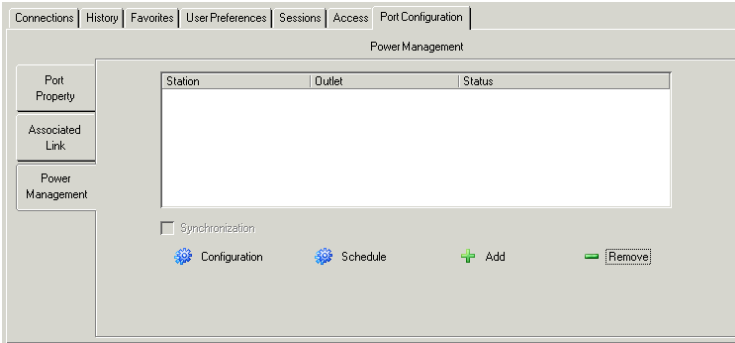 Connections History Favorites User Preferences Sessions Access Port Configuration
Power Management
Port
Property
Associated
Link
Power
Management
Station Outlet Status
Synchronization
Configuration Schedule Add Remove